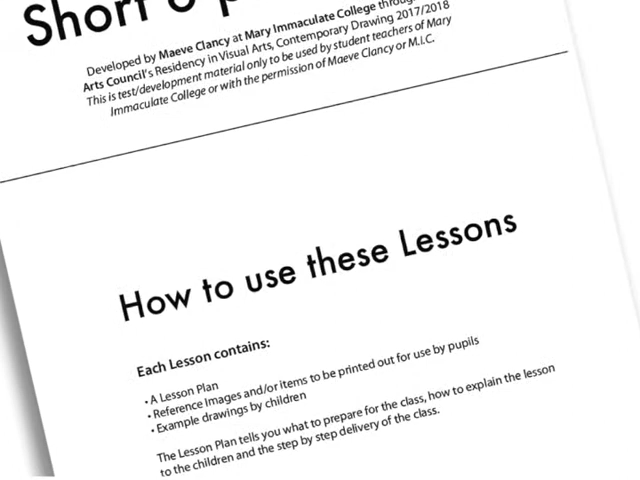 Short
Developed by Maeve Clancy at Mary Immaculate College
Arts Council's Residency in Visual Arts, Contemporary Drawing 2017/2018
This is test/development material only to be used by student teachers of Mary
Immaculate College or with the permission of Maeve Clancy or M.I.C.
How to use these Lessons
Each Lesson contains:
• A Lesson Plan
• Reference Images and/or items to be printed out for use by pupils
• Example drawings by children
The Lesson Plan tells you what to prepare for the class, how to explain the lesson
to the children and the step by step delivery of the class.